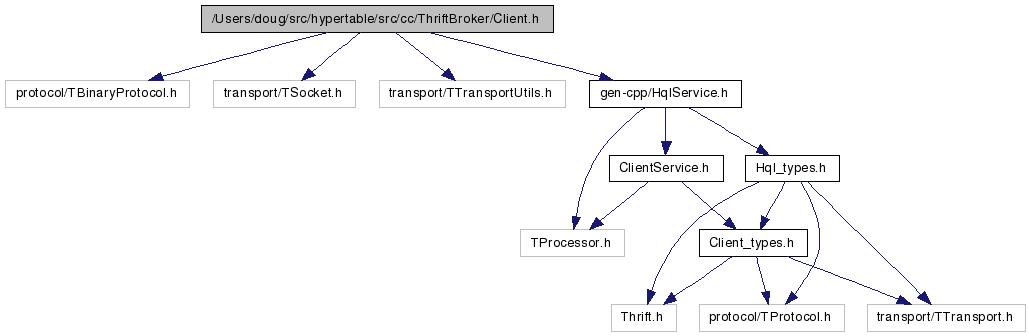 /Users/doug/src/hypertable/src/cc/ThriftBroker/Client.h
protocol/TBinaryProtocol.h
transport/TSocket.h
transport/TTransportUtils.h
gen-cpp/HqlService.h
ClientService.h
Hql_types.h
TProcessor.h
Client_types.h
Thrift.h
protocol/TProtocol.h
transport/TTransport.h